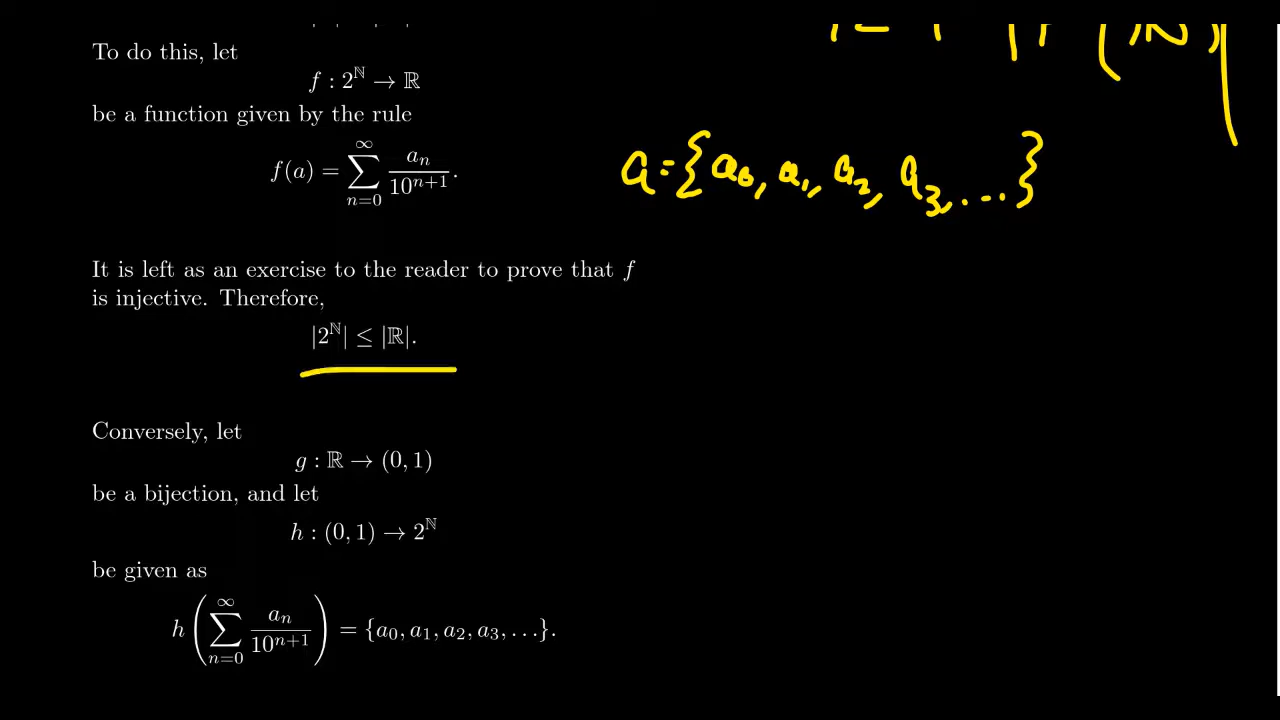 To do this, let
f : 2^ℕ → ℝ
be a function given by the rule
f(a) = ∑_{n=0}^{∞} a_n / 10^{n+1}.
a = {a_0, a_1, a_2, a_3, ...}
It is left as an exercise to the reader to prove that f
is injective. Therefore,
|2^ℕ| ≤ |ℝ|.
Conversely, let
g : ℝ → (0, 1)
be a bijection, and let
h : (0, 1) → 2^ℕ
be given as
h(∑_{n=0}^{∞} a_n / 10^{n+1}) = {a_0, a_1, a_2, a_3, ...}.